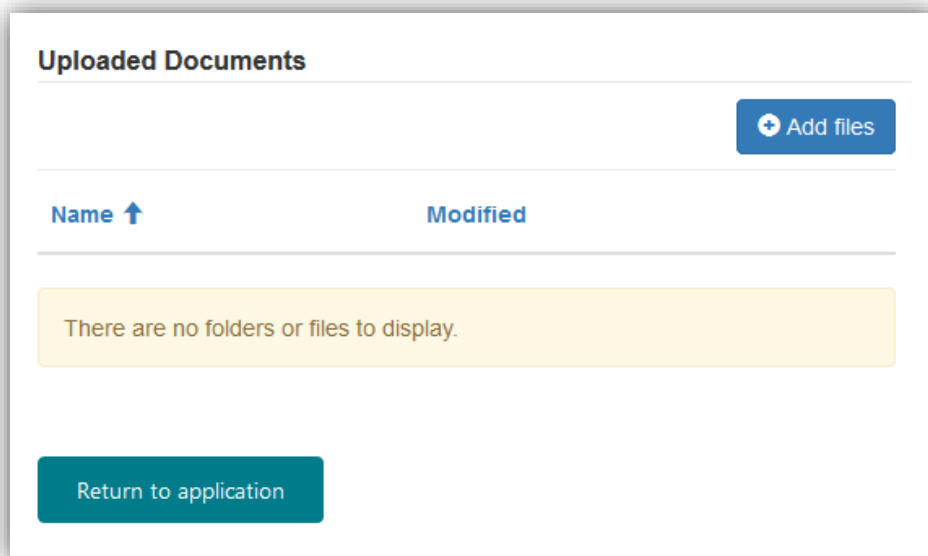 Uploaded Documents
Add files
Name Modified
There are no folders or files to display.
Return to application